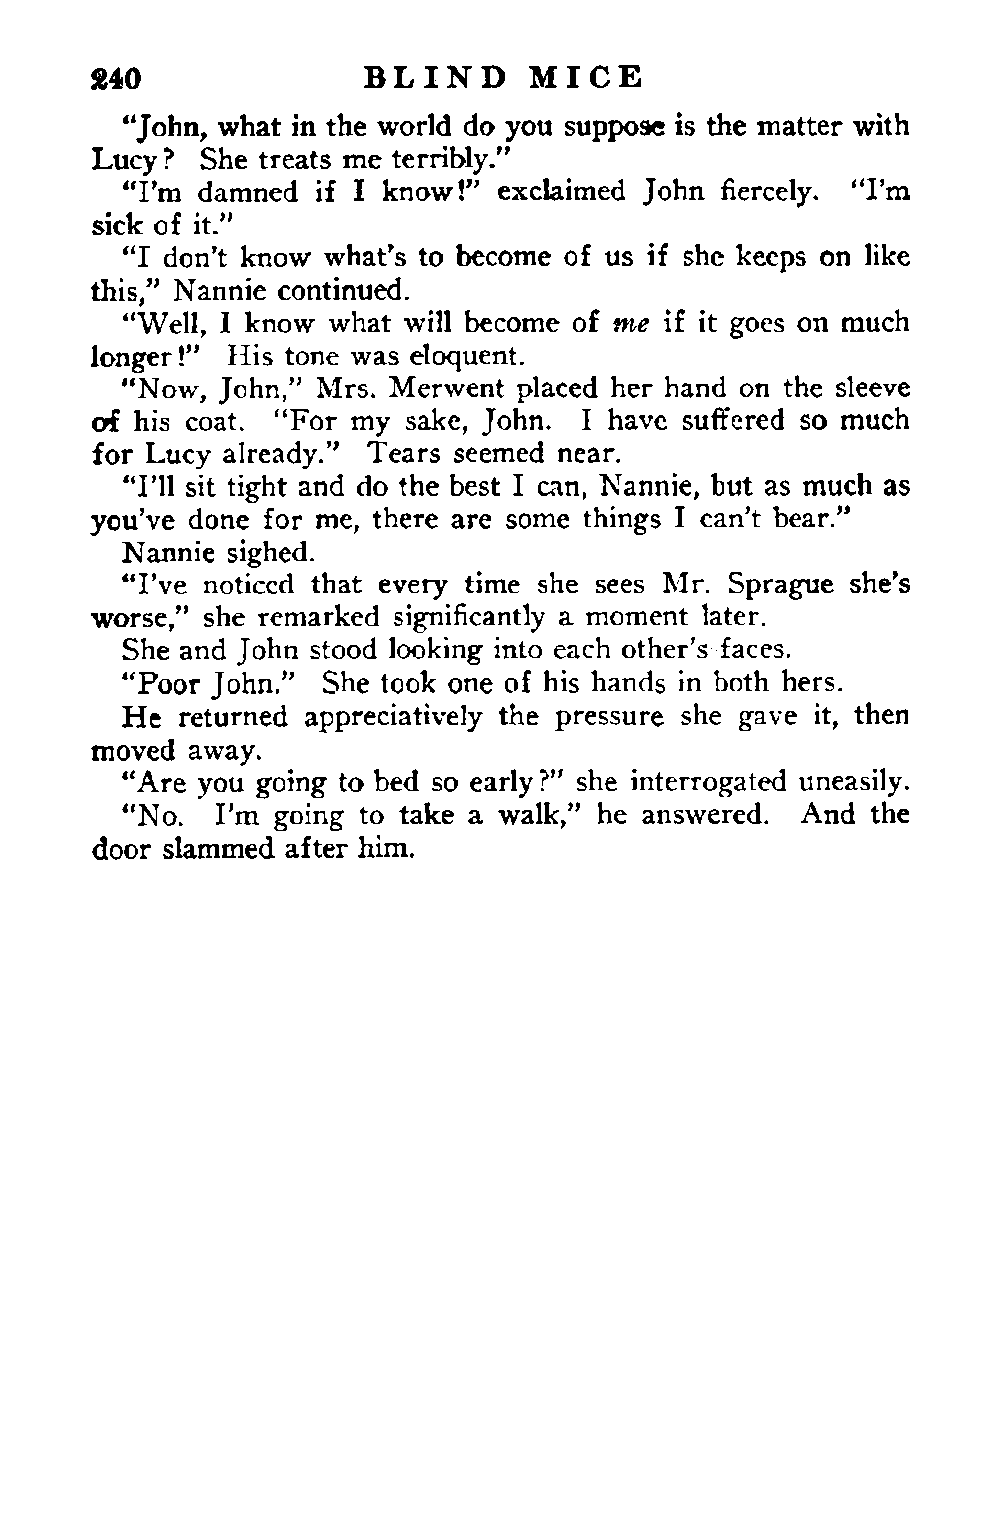 240 BLIND MICE
“John, what in the world do you suppose is the matter with
Lucy? She treats me terribly.”
“I’m damned if I know!” exclaimed John fiercely. “I’m
sick of it.”
“I don’t know what’s to become of us if she keeps on like
this,” Nannie continued.
“Well, I know what will become of me if it goes on much
longer!” His tone was eloquent.
“Now, John,” Mrs. Merwent placed her hand on the sleeve
of his coat. “For my sake, John. I have suffered so much
for Lucy already.” Tears seemed near.
“I’ll sit tight and do the best I can, Nannie, but as much as
you’ve done for me, there are some things I can’t bear.”
Nannie sighed.
“I’ve noticed that every time she sees Mr. Sprague she’s
worse,” she remarked significantly a moment later.
She and John stood looking into each other’s faces.
“Poor John.” She took one of his hands in both hers.
He returned appreciatively the pressure she gave it, then
moved away.
“Are you going to bed so early?” she interrogated uneasily.
“No. I’m going to take a walk,” he answered. And the
door slammed after him.